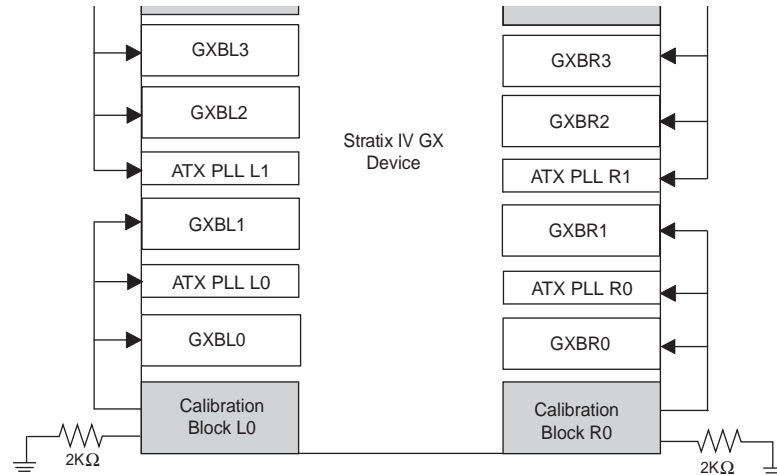 GXBL3
GXBL2
ATX PLL L1
GXBL1
ATX PLL L0
GXBL0
Calibration
Block L0
2KΩ
Stratix IV GX
Device
GXBR3
GXBR2
ATX PLL R1
GXBR1
ATX PLL R0
GXBR0
Calibration
Block R0
2KΩ